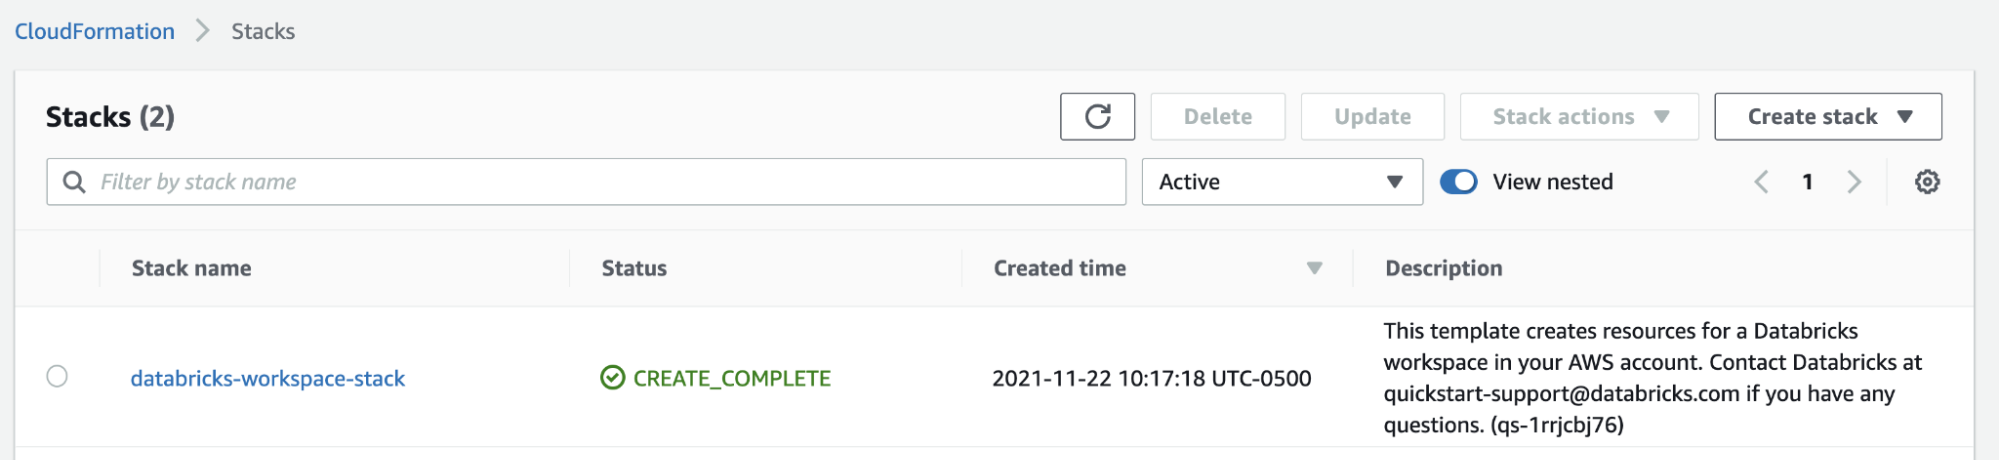 CloudFormation > Stacks
Stacks (2)
Delete
Update
Stack actions
Create stack
Filter by stack name
Active
View nested
1
Stack name
Status
Created time
Description
databricks-workspace-stack
CREATE_COMPLETE
2021-11-22 10:17:18 UTC-0500
This template creates resources for a Databricks
workspace in your AWS account. Contact Databricks at
quickstart-support@databricks.com if you have any
questions. (qs-1rrjcbj76)